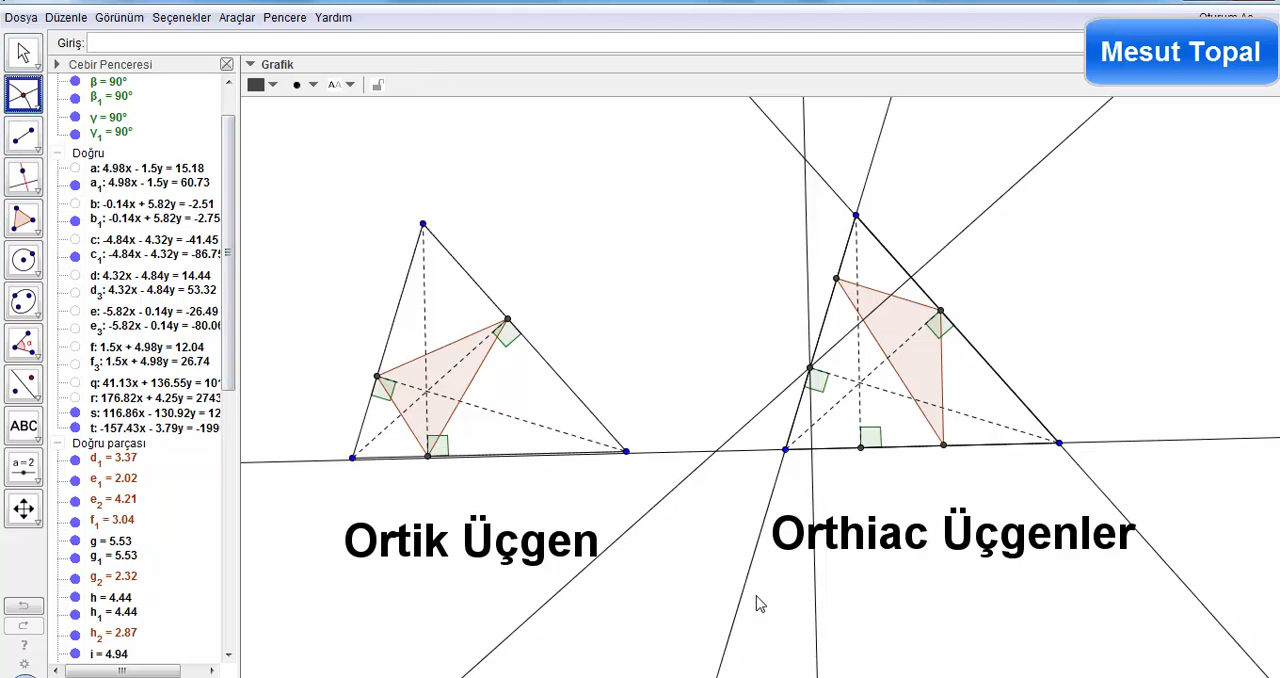 Dosya Düzenle Görünüm Seçenekler Araçlar Pencere Yardım
Mesut Topal
Giriş:
Cebir Penceresi
Grafik
AA
β = 90°
β1 = 90°
γ = 90°
γ1 = 90°
Doğru
a: 4.98x - 1.5y = 15.18
a1: 4.98x - 1.5y = 60.73
b: -0.14x + 5.82y = -2.51
b1: -0.14x + 5.82y = -2.75
c: -4.84x - 4.32y = -41.45
c1: -4.84x - 4.32y = -86.75
d: 4.32x - 4.84y = 14.44
d3: 4.32x - 4.84y = 53.32
e: -5.82x - 0.14y = -26.49
e3: -5.82x - 0.14y = -80.06
f: 1.5x + 4.98y = 12.04
f3: 1.5x + 4.98y = 26.74
q: 41.13x + 136.55y = 10
r: 176.82x + 4.25y = 2743
s: 116.86x - 130.92y = 12
t: -157.43x - 3.79y = -199
Doğru parçası
d1 = 3.37
e1 = 2.02
e2 = 4.21
f1 = 3.04
g = 5.53
g1 = 5.53
g2 = 2.32
h = 4.44
h1 = 4.44
h2 = 2.87
i = 4.94
ABC
a=2
Ortik Üçgen
Orthiac Üçgenler